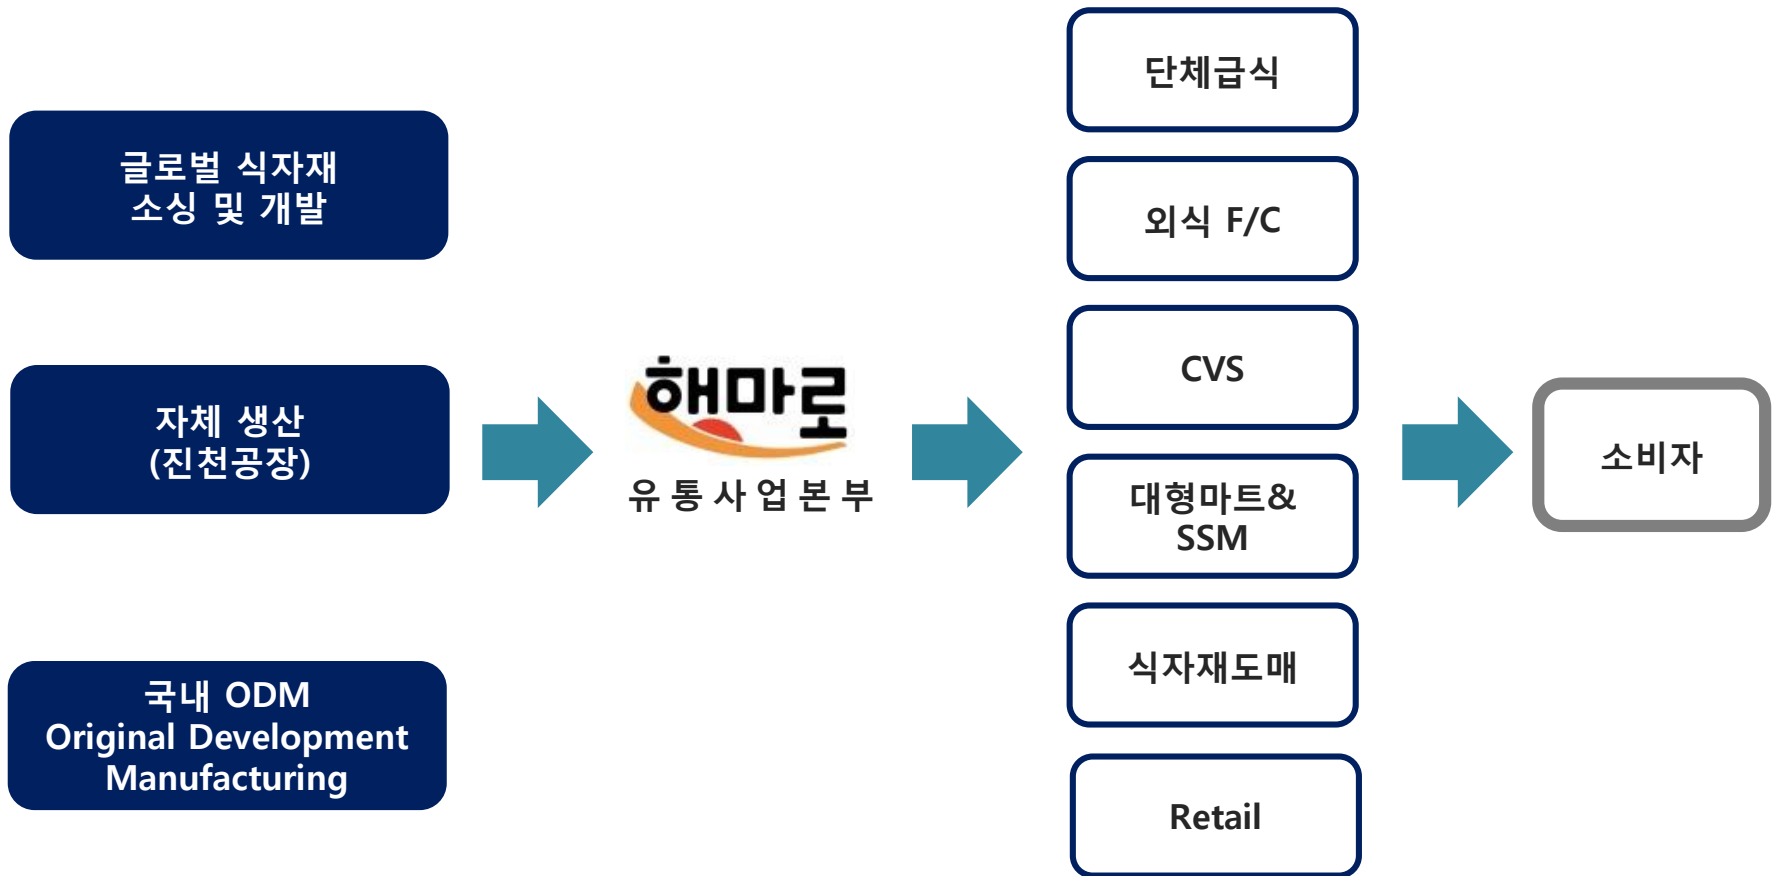 글로벌 식자재
소싱 및 개발
자체 생산
(진천공장)
국내 ODM
Original Development
Manufacturing
해마로
유통사업본부
단체급식
외식 F/C
CVS
대형마트&
SSM
식자재도매
Retail
소비자